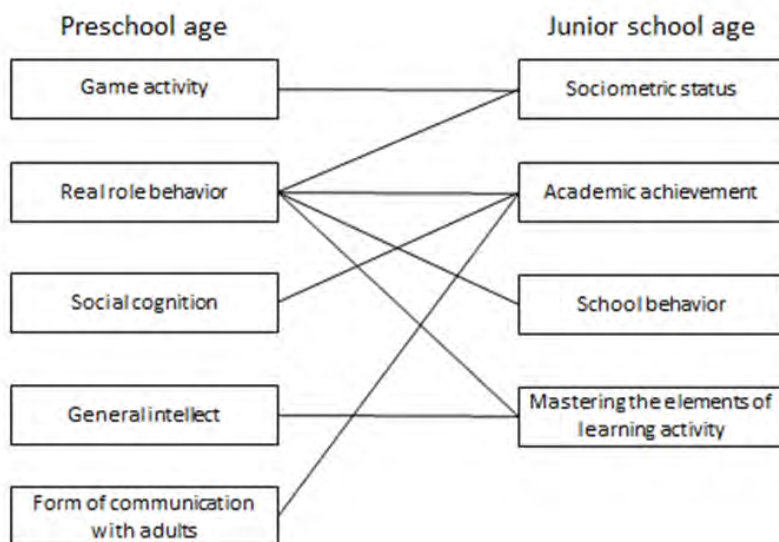 Preschool age
Junior school age
Game activity
Sociometric status
Real role behavior
Academic achievement
Social cognition
School behavior
General intellect
Mastering the elements of
learning activity
Form of communication
with adults